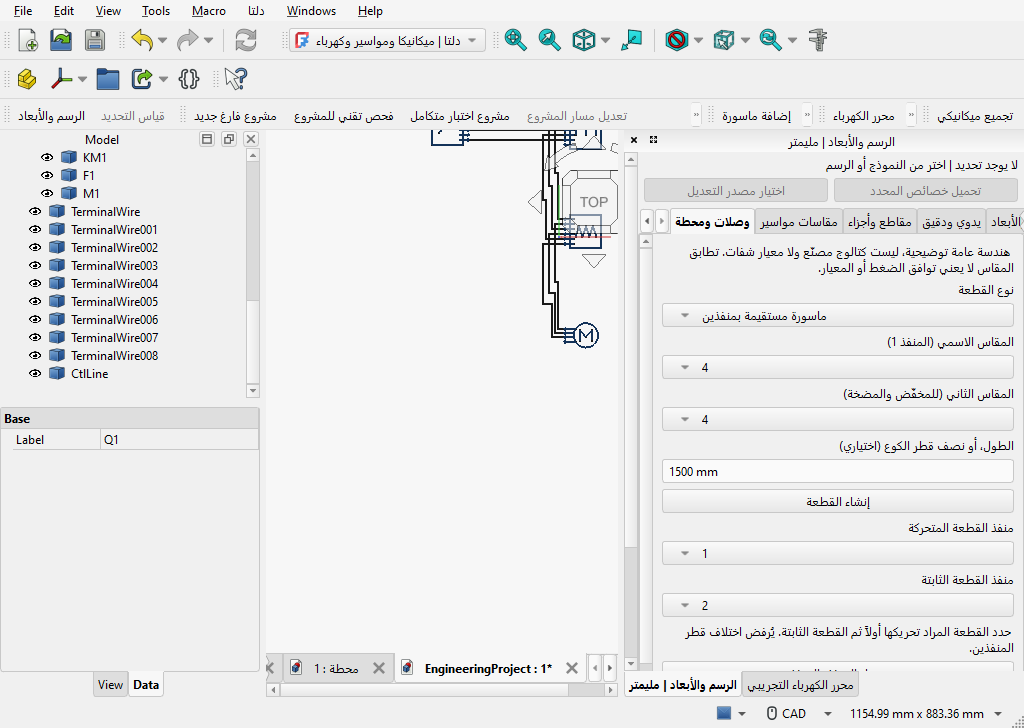 File Edit View Tools Macro دلتا Windows Help
دلتا | ميكانيكا ومواسير وكهرباء
الرسم والأبعاد قياس التحديد مشروع فارغ جديد فحص تقني للمشروع مشروع اختبار متكامل تعديل مسار المشروع إضافة ماسورة محرر الكهرباء تجميع ميكانيكي
Model
KM1
F1
M1
TerminalWire
TerminalWire001
TerminalWire002
TerminalWire003
TerminalWire004
TerminalWire005
TerminalWire006
TerminalWire007
TerminalWire008
CtlLine
Base
Label Q1
View Data
TOP
M
محطة : 1
EngineeringProject : 1*
الرسم والأبعاد | مليمتر
لا يوجد تحديد | اختر من النموذج أو الرسم
اختيار مصدر التعديل تحميل خصائص المحدد
وصلات ومحطة مقاسات مواسير مقاطع وأجزاء يدوي ودقيق الأبعاد
هندسة عامة توضيحية، ليست كتالوج مصنّع ولا معيار شفات. تطابق
المقاس لا يعني توافق الضغط أو المعيار.
نوع القطعة
ماسورة مستقيمة بمنفذين
المقاس الاسمي (المنفذ 1)
4
المقاس الثاني (للمخفّض والمضخة)
4
الطول، أو نصف قطر الكوع (اختياري)
1500 mm
إنشاء القطعة
منفذ القطعة المتحركة
1
منفذ القطعة الثابتة
2
حدد القطعة المراد تحريكها أولاً ثم القطعة الثابتة. يُرفض اختلاف قطر
المنفذين.
الرسم والأبعاد | مليمتر محرر الكهرباء التجريبي
CAD 1154.99 mm x 883.36 mm